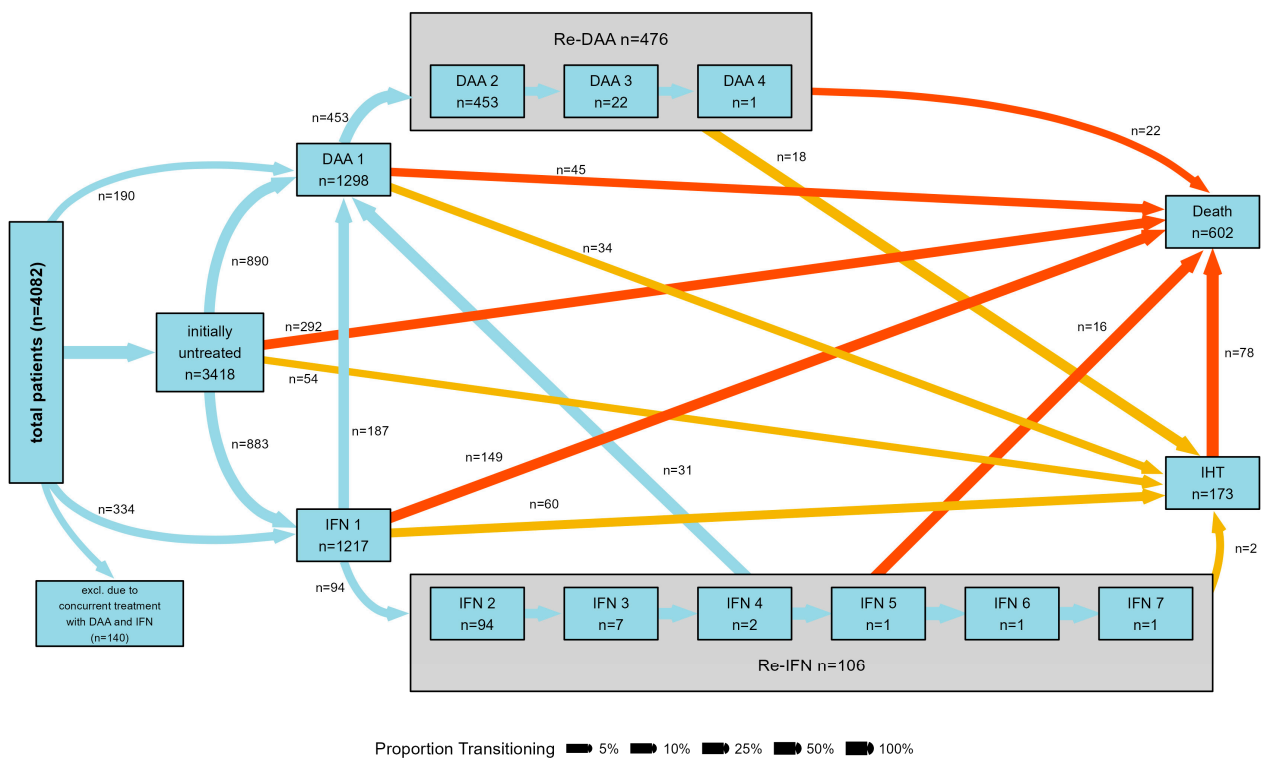 Re-DAA n=476
DAA 2
n=453
DAA 3
n=22
DAA 4
n=1
n=453
n=22
n=18
DAA 1
n=1298
n=45
n=190
Death
n=602
n=34
n=890
total patients (n=4082)
initially
untreated
n=3418
n=292
n=54
n=16
n=78
n=187
n=883
n=149
n=31
IHT
n=173
n=334
n=60
IFN 1
n=1217
n=2
n=94
excl. due to
concurrent treatment
with DAA and IFN
(n=140)
IFN 2
n=94
IFN 3
n=7
IFN 4
n=2
IFN 5
n=1
IFN 6
n=1
IFN 7
n=1
Re-IFN n=106
Proportion Transitioning 5% 10% 25% 50% 100%